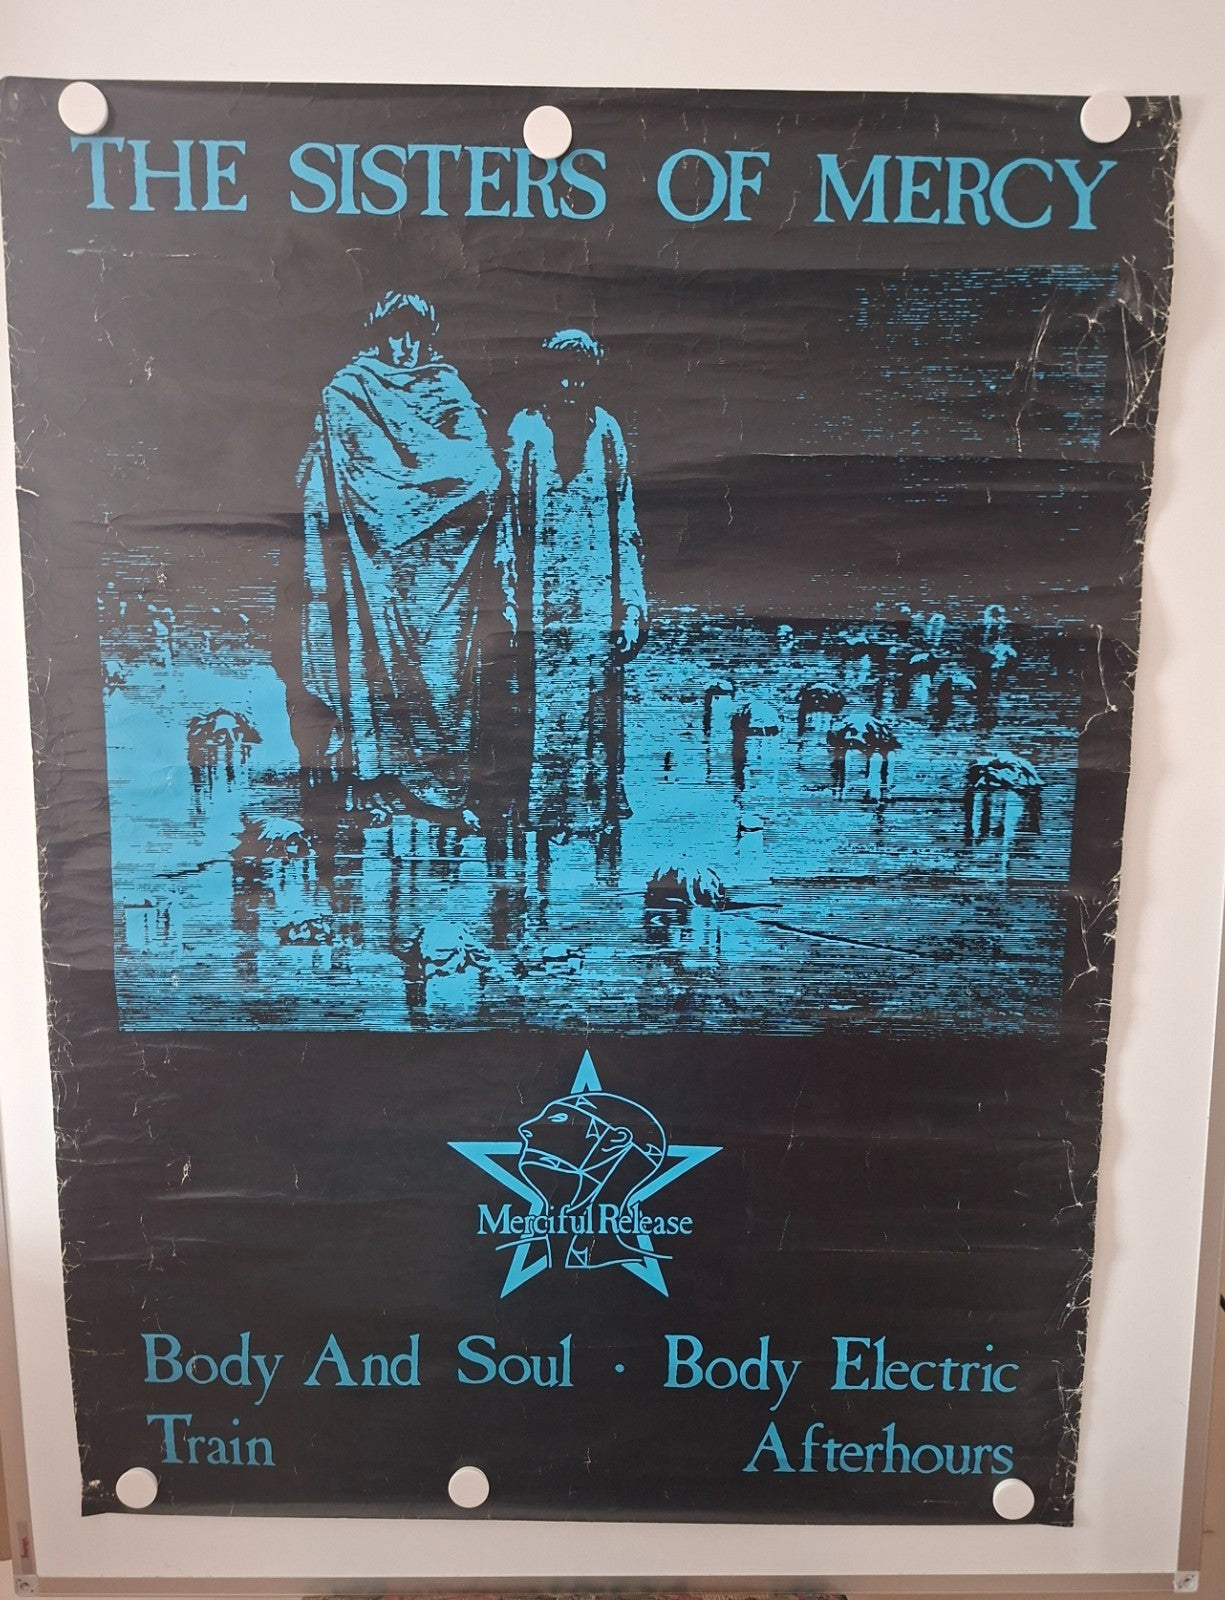 THE SISTERS OF MERCY
Merciful Release
Body And Soul · Body Electric
Train Afterhours